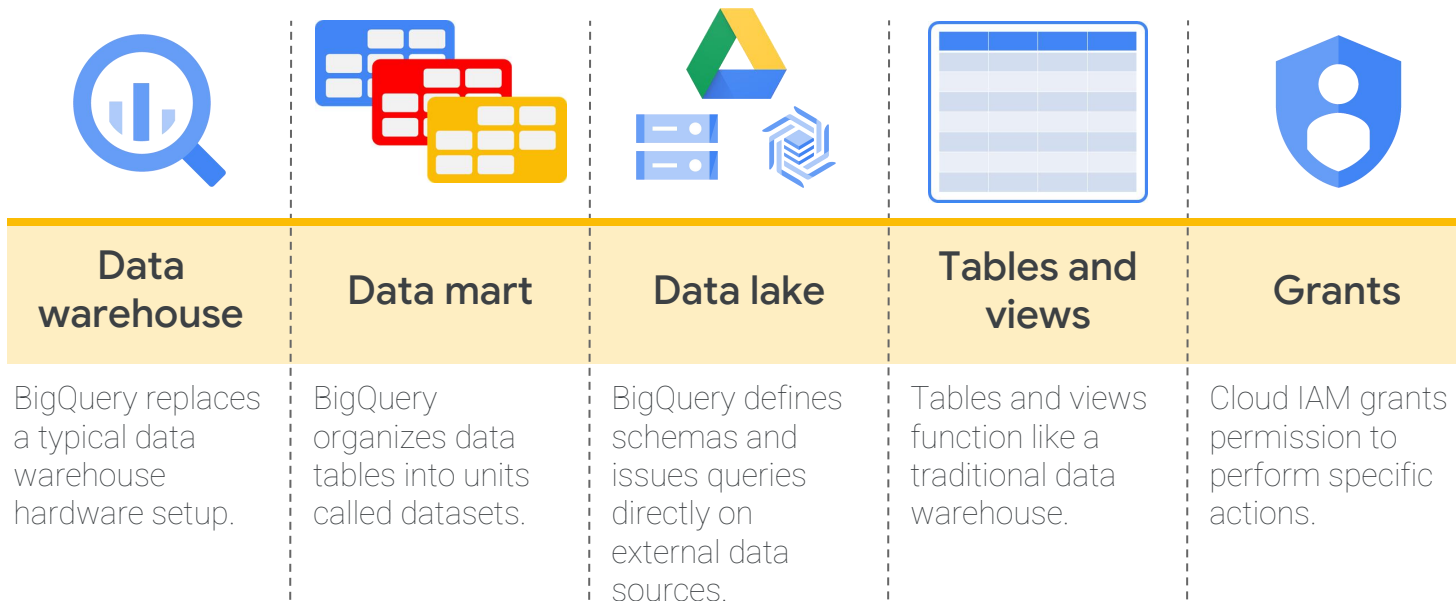 Data
warehouse
Data mart
Data lake
Tables and
views
Grants
BigQuery replaces
a typical data
warehouse
hardware setup.
BigQuery
organizes data
tables into units
called datasets.
BigQuery defines
schemas and
issues queries
directly on
external data
sources.
Tables and views
function like a
traditional data
warehouse.
Cloud IAM grants
permission to
perform specific
actions.